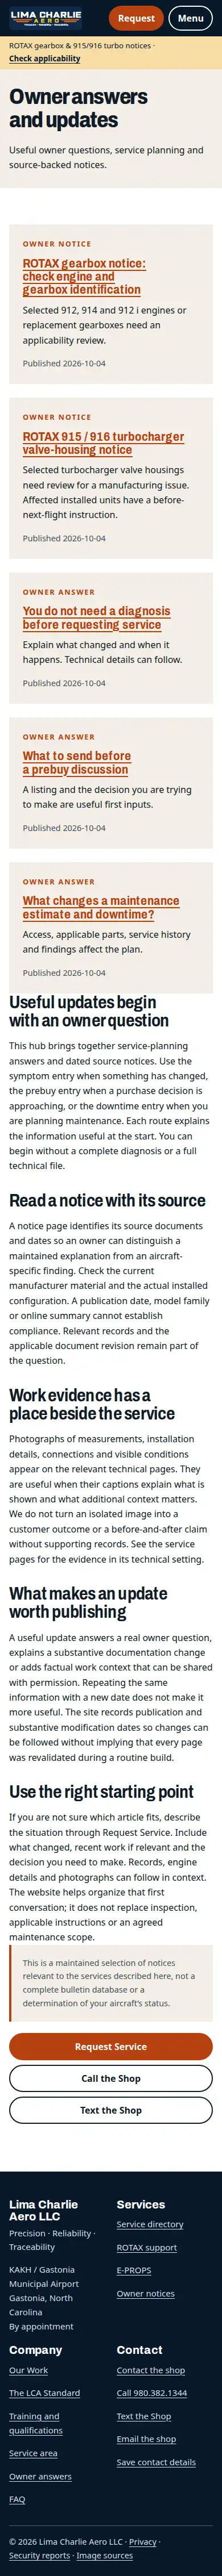 LIMA CHARLIE
AERO
Request
Menu
ROTAX gearbox & 915/916 turbo notices ·
Check applicability
Owner answers
and updates
Useful owner questions, service planning and
source-backed notices.
OWNER NOTICE
ROTAX gearbox notice:
check engine and
gearbox identification
Selected 912, 914 and 912 i engines or
replacement gearboxes need an
applicability review.
Published 2026-10-04
OWNER NOTICE
ROTAX 915 / 916 turbocharger
valve-housing notice
Selected turbocharger valve housings
need review for a manufacturing issue.
Affected installed units have a before-
next-flight instruction.
Published 2026-10-04
OWNER ANSWER
You do not need a diagnosis
before requesting service
Explain what changed and when it
happens. Technical details can follow.
Published 2026-10-04
OWNER ANSWER
What to send before
a prebuy discussion
A listing and the decision you are trying
to make are useful first inputs.
Published 2026-10-04
OWNER ANSWER
What changes a maintenance
estimate and downtime?
Access, applicable parts, service history
and findings affect the plan.
Published 2026-10-04
Useful updates begin
with an owner question
This hub brings together service-planning
answers and dated source notices. Use the
symptom entry when something has changed,
the prebuy entry when a purchase decision is
approaching, or the downtime entry when you
are planning maintenance. Each route explains
the information useful at the start. You can
begin without a complete diagnosis or a full
technical file.
Read a notice with its source
A notice page identifies its source documents
and dates so an owner can distinguish a
maintained explanation from an aircraft-
specific finding. Check the current
manufacturer material and the actual installed
configuration. A publication date, model family
or online summary cannot establish
compliance. Relevant records and the
applicable document revision remain part of
the question.
Work evidence has a
place beside the service
Photographs of measurements, installation
details, connections and visible conditions
appear on the relevant technical pages. They
are useful when their captions explain what is
shown and what additional context matters.
We do not turn an isolated image into a
customer outcome or a before-and-after claim
without supporting records. See the service
pages for the evidence in its technical setting.
What makes an update
worth publishing
A useful update answers a real owner question,
explains a substantive documentation change
or adds factual work context that can be shared
with permission. Repeating the same
information with a new date does not make it
more useful. The site records publication and
substantive modification dates so changes can
be followed without implying that every page
was revalidated during a routine build.
Use the right starting point
If you are not sure which article fits, describe
the situation through Request Service. Include
what changed, recent work if relevant and the
decision you need to make. Records, engine
details and photographs can follow in context.
The website helps organize that first
conversation; it does not replace inspection,
applicable instructions or an agreed
maintenance scope.
This is a maintained selection of notices
relevant to the services described here, not a
complete bulletin database or a
determination of your aircraft's status.
Request Service
Call the Shop
Text the Shop
Lima Charlie
Aero LLC
Precision · Reliability ·
Traceability
KAKH / Gastonia
Municipal Airport
Gastonia, North
Carolina
By appointment
Services
Service directory
ROTAX support
E-PROPS
Owner notices
Company
Our Work
The LCA Standard
Training and
qualifications
Service area
Owner answers
FAQ
Contact
Contact the shop
Call 980.382.1344
Text the Shop
Email the shop
Save contact details
© 2026 Lima Charlie Aero LLC · Privacy ·
Security reports · Image sources